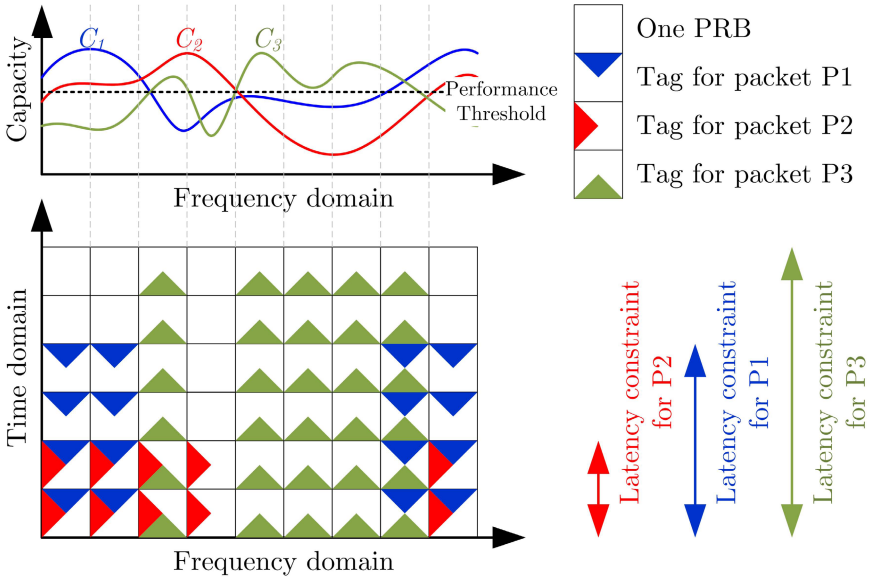 C1
C2
C3
Capacity
Performance
Threshold
Frequency domain
One PRB
Tag for packet P1
Tag for packet P2
Tag for packet P3
Time domain
Frequency domain
Latency constraint
for P2
Latency constraint
for P1
Latency constraint
for P3